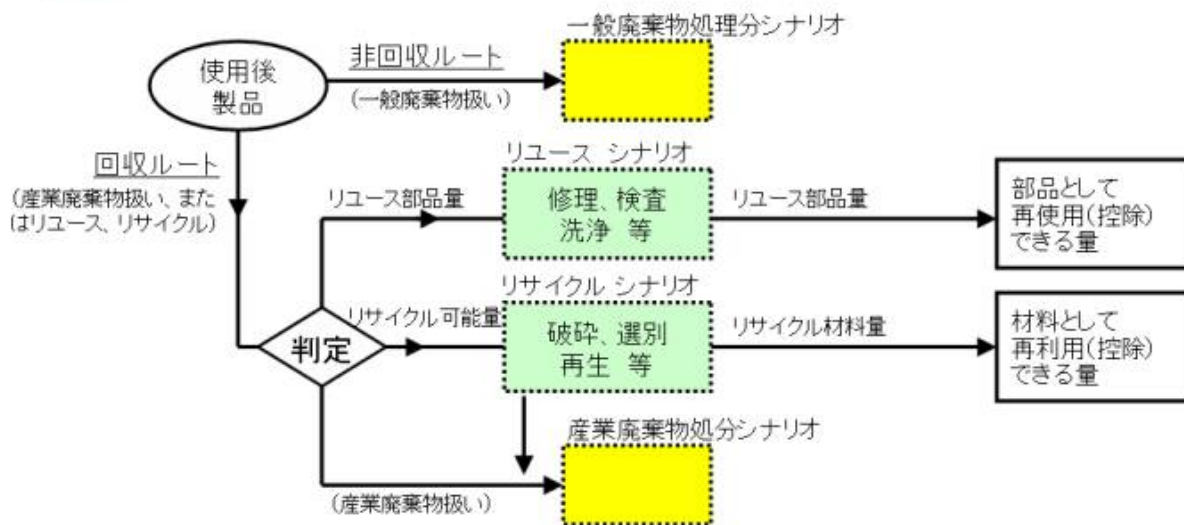 一般廃棄物処理分シナリオ
使用後
製品
非回収ルート
(一般廃棄物扱い)
回収ルート
(産業廃棄物扱い、また
はリユース、リサイクル)
リユース シナリオ
リユース部品量
修理、検査
洗浄 等
リユース部品量
部品として
再使用(控除)
できる量
リサイクル シナリオ
判定
リサイクル可能量
破砕、選別
再生 等
リサイクル材料量
材料として
再利用(控除)
できる量
産業廃棄物処分シナリオ
(産業廃棄物扱い)